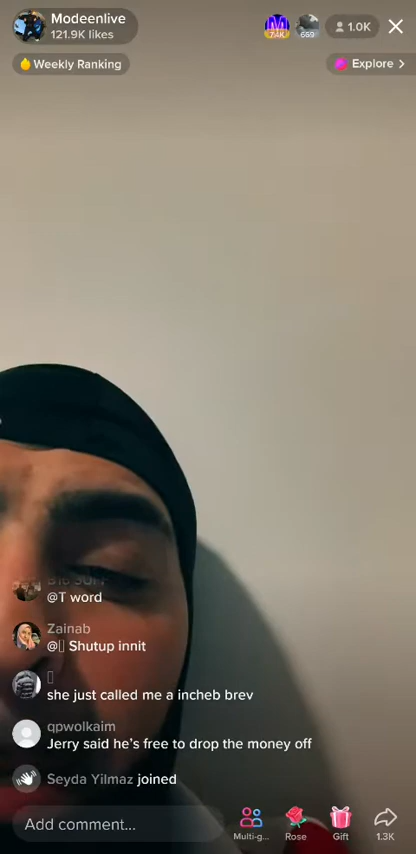 Modeenlive
121.9K likes
7.4K
669
1.0K
Weekly Ranking
Explore
@T word
Zainab
@ Shutup innit
she just called me a incheb brev
qpwolkaim
Jerry said he's free to drop the money off
Seyda Yilmaz joined
Add comment...
Multi-g...
Rose
Gift
1.3K